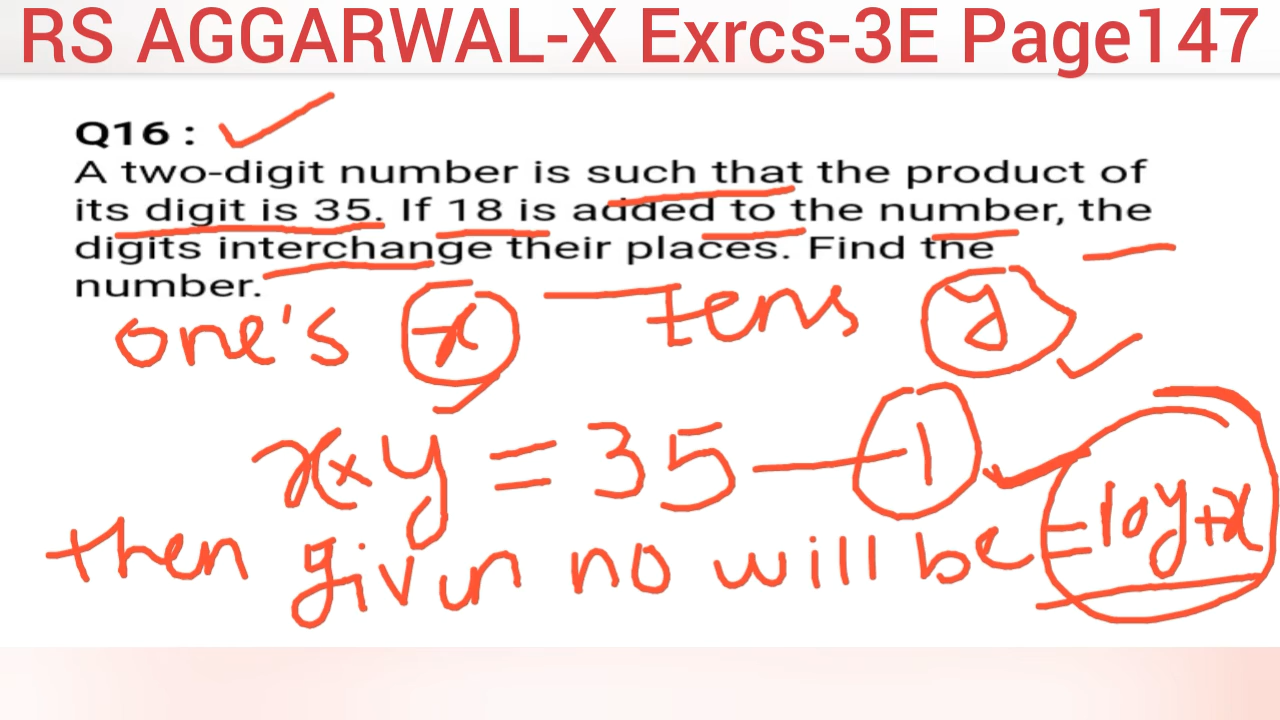 RS AGGARWAL-X Exrcs-3E Page147
Q16 :
A two-digit number is such that the product of
its digit is 35. If 18 is added to the number, the
digits interchange their places. Find the
number.
one's x tens y
x×y = 35 — 1
then given no will be = 10y+x